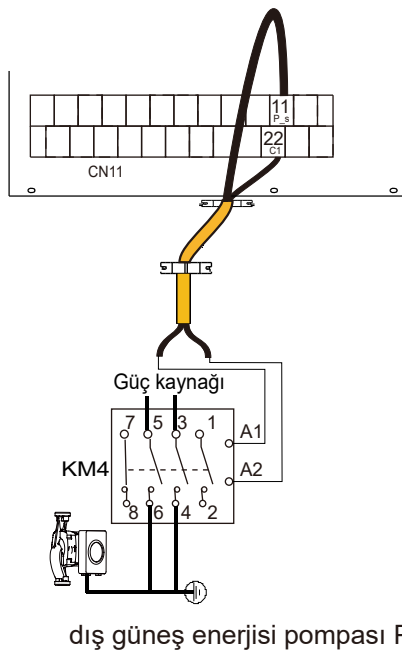 11
P_s
22
C1
CN11
Güç kaynağı
7 5 3 1
A1
KM4
A2
8 6 4 2
dış güneş enerjisi pompası P